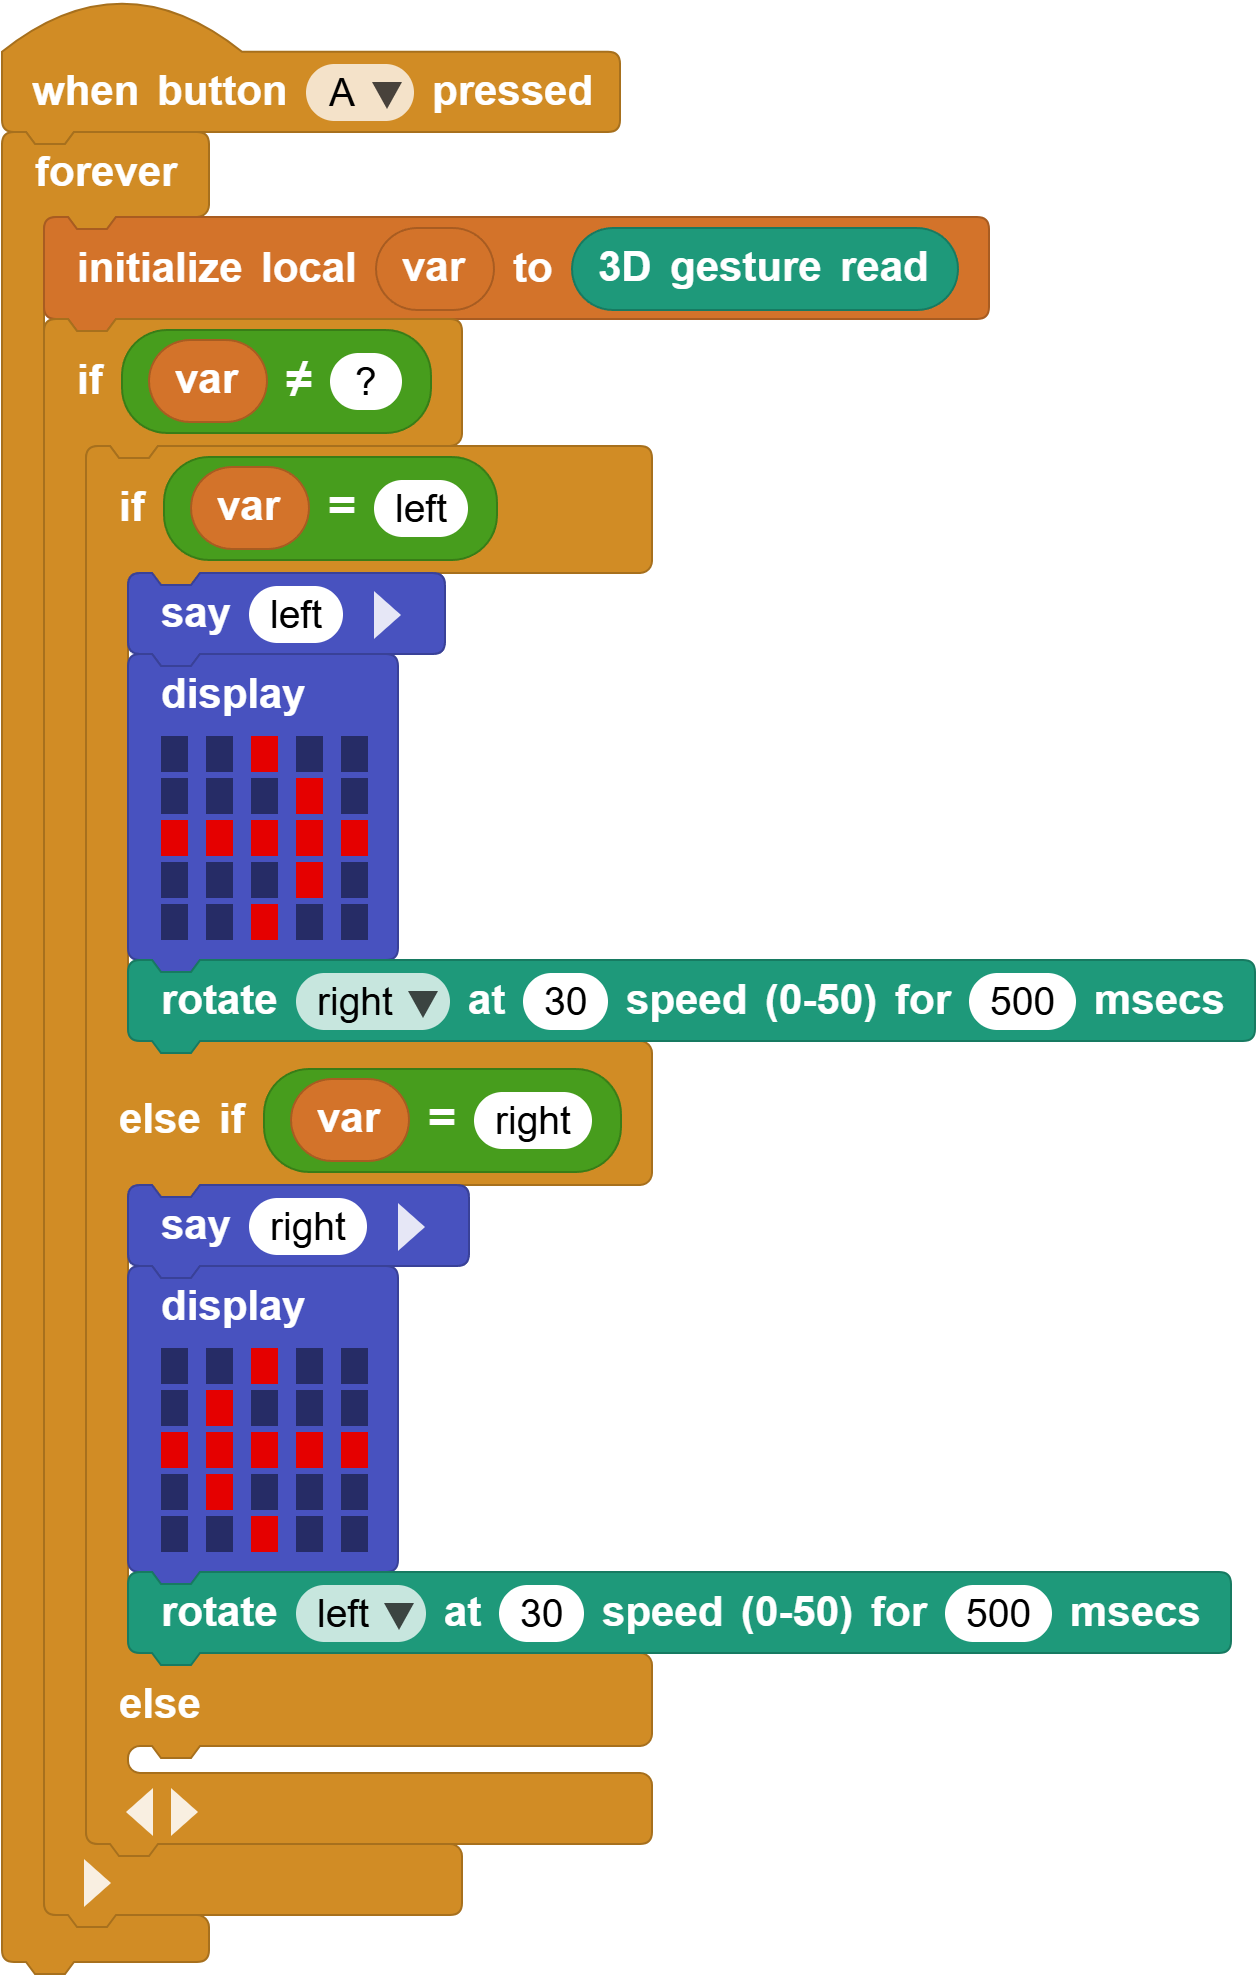 when button A ▼ pressed
forever
initialize local var to 3D gesture read
if var ≠ ?
if var = left
say left
display
rotate right ▼ at 30 speed (0-50) for 500 msecs
else if var = right
say right
display
rotate left ▼ at 30 speed (0-50) for 500 msecs
else